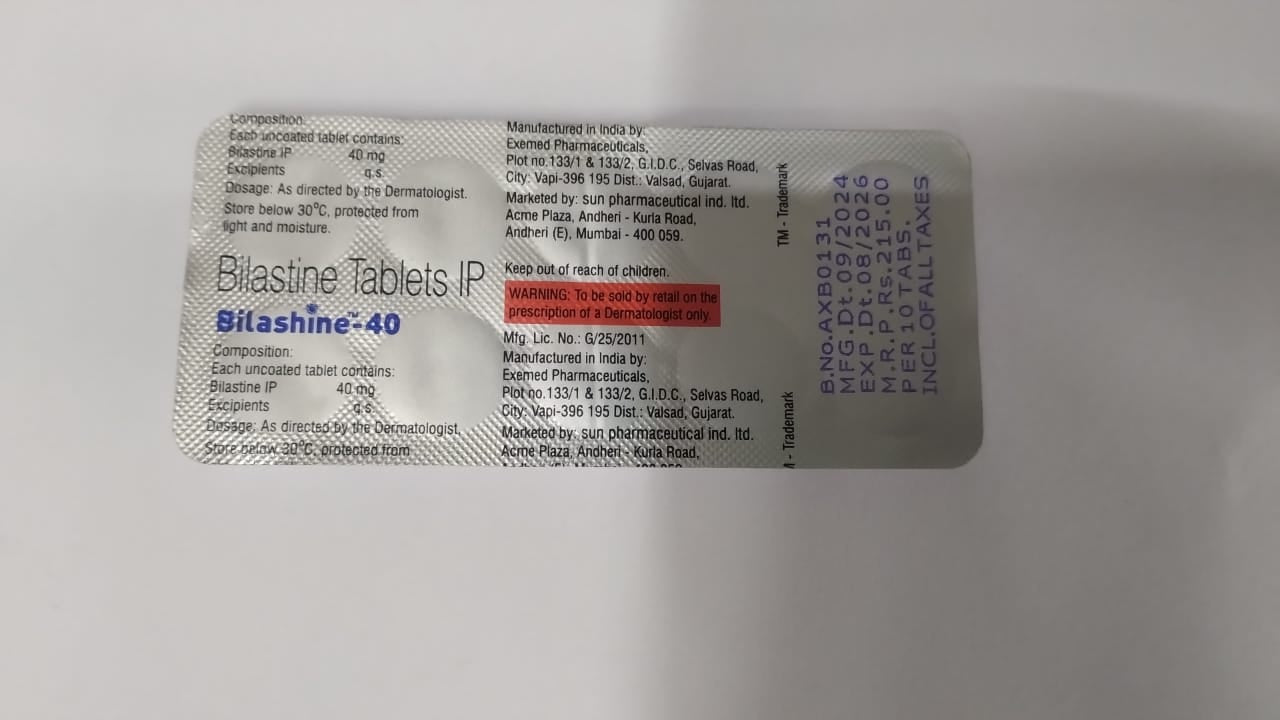 Composition:
Each uncoated tablet contains:
Bilastine IP 40 mg
Excipients q.s.
Dosage: As directed by the Dermatologist.
Store below 30°C, protected from
light and moisture.
Bilastine Tablets IP
Bilashine™-40
Composition:
Each uncoated tablet contains:
Bilastine IP 40 mg
Excipients q.s.
Dosage: As directed by the Dermatologist.
Store below 30°C, protected from
Manufactured in India by:
Exemed Pharmaceuticals,
Plot no.133/1 & 133/2, G.I.D.C., Selvas Road,
City: Vapi-396 195 Dist.: Valsad, Gujarat.
Marketed by: sun pharmaceutical ind. ltd.
Acme Plaza, Andheri - Kurla Road,
Andheri (E), Mumbai - 400 059.
Keep out of reach of children.
WARNING: To be sold by retail on the
prescription of a Dermatologist only.
Mfg. Lic. No.: G/25/2011
Manufactured in India by:
Exemed Pharmaceuticals,
Plot no.133/1 & 133/2, G.I.D.C., Selvas Road,
City: Vapi-396 195 Dist.: Valsad, Gujarat.
Marketed by: sun pharmaceutical ind. ltd.
Acme Plaza, Andheri - Kurla Road,
TM - Trademark
- Trademark
B.No.AXB0131
MFG.Dt.09/2024
EXP.Dt.08/2026
M.R.P.Rs.215.00
PER10TABS.
INCL.OFALLTAXES